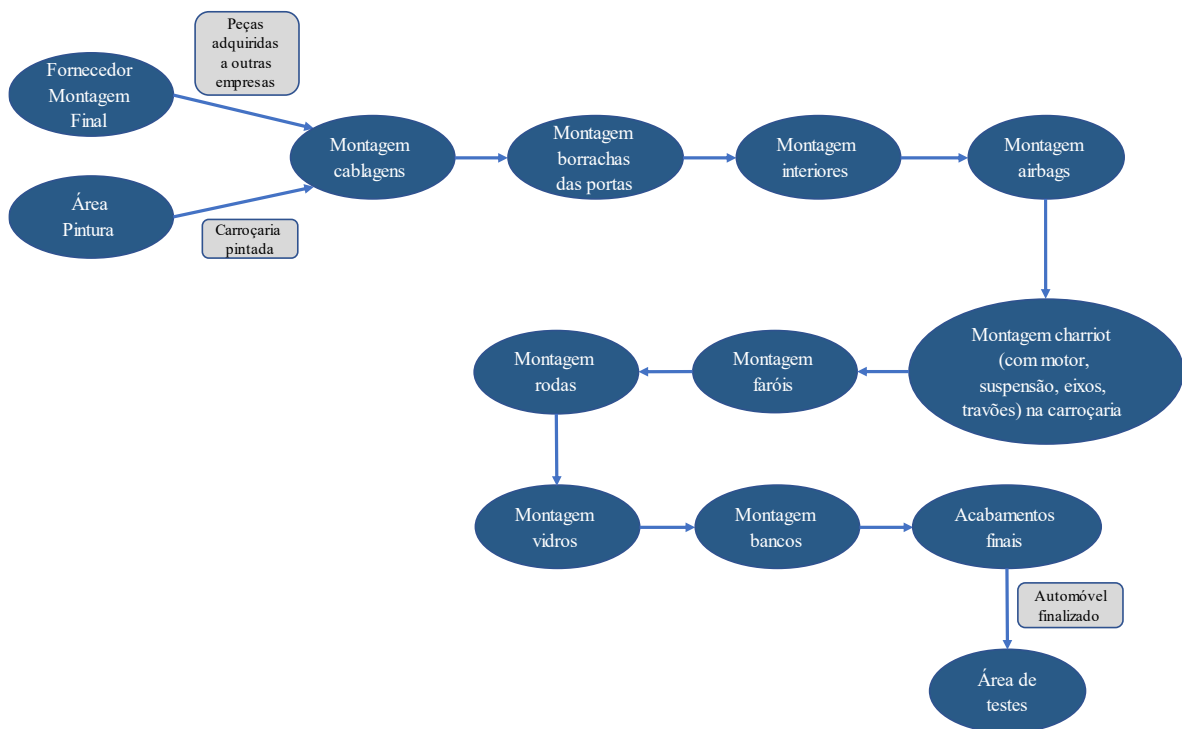 Peças
adquiridas
a outras
empresas
Fornecedor
Montagem
Final
Montagem
cablagens
Montagem
borrachas
das portas
Montagem
interiores
Montagem
airbags
Área
Pintura
Carroçaria
pintada
Montagem charriot
(com motor,
suspensão, eixos,
travões) na carroçaria
Montagem
faróis
Montagem
rodas
Montagem
vidros
Montagem
bancos
Acabamentos
finais
Automóvel
finalizado
Área de
testes